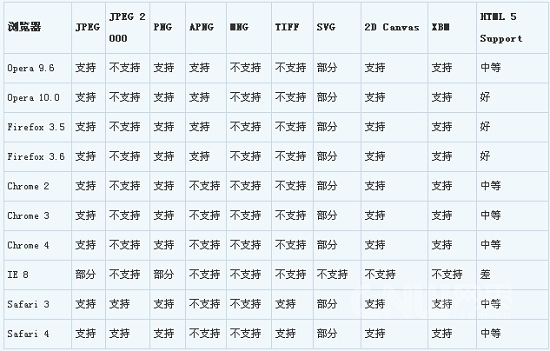 浏览器 JPEG JPEG 2000 PNG APNG MNG TIFF SVG 2D Canvas XBM HTML 5 Support
Opera 9.6 支持 不支持 支持 支持 不支持 不支持 部分 支持 支持 中等
Opera 10.0 支持 不支持 支持 支持 不支持 不支持 部分 支持 支持 好
Firefox 3.5 支持 不支持 支持 支持 不支持 不支持 部分 支持 支持 好
Firefox 3.6 支持 不支持 支持 支持 不支持 不支持 部分 支持 支持 好
Chrome 2 支持 不支持 支持 不支持 不支持 不支持 部分 支持 支持 中等
Chrome 3 支持 不支持 支持 不支持 不支持 不支持 部分 支持 支持 中等
Chrome 4 支持 不支持 支持 不支持 不支持 不支持 部分 支持 支持 中等
IE 8 部分 不支持 部分 不支持 不支持 不支持 不支持 不支持 不支持 差
Safari 3 支持 支持 支持 不支持 不支持 支持 部分 支持 支持 中等
Safari 4 支持 支持 支持 不支持 不支持 支持 部分 支持 支持 中等